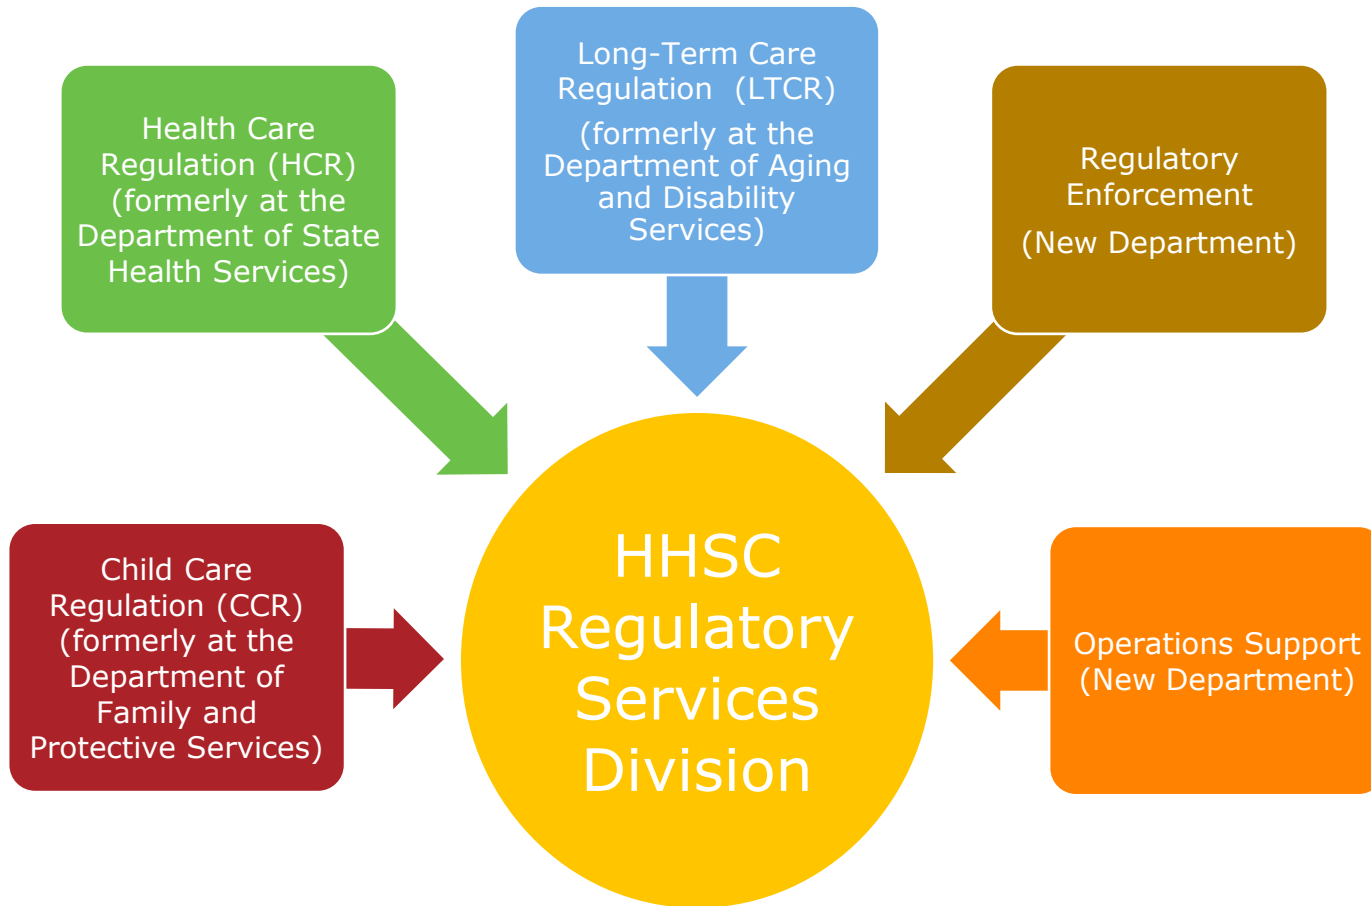 Health Care
Regulation (HCR)
(formerly at the
Department of State
Health Services)
Long-Term Care
Regulation (LTCR)
(formerly at the
Department of Aging
and Disability
Services)
Regulatory
Enforcement
(New Department)
Child Care
Regulation (CCR)
(formerly at the
Department of
Family and
Protective Services)
HHSC
Regulatory
Services
Division
Operations Support
(New Department)